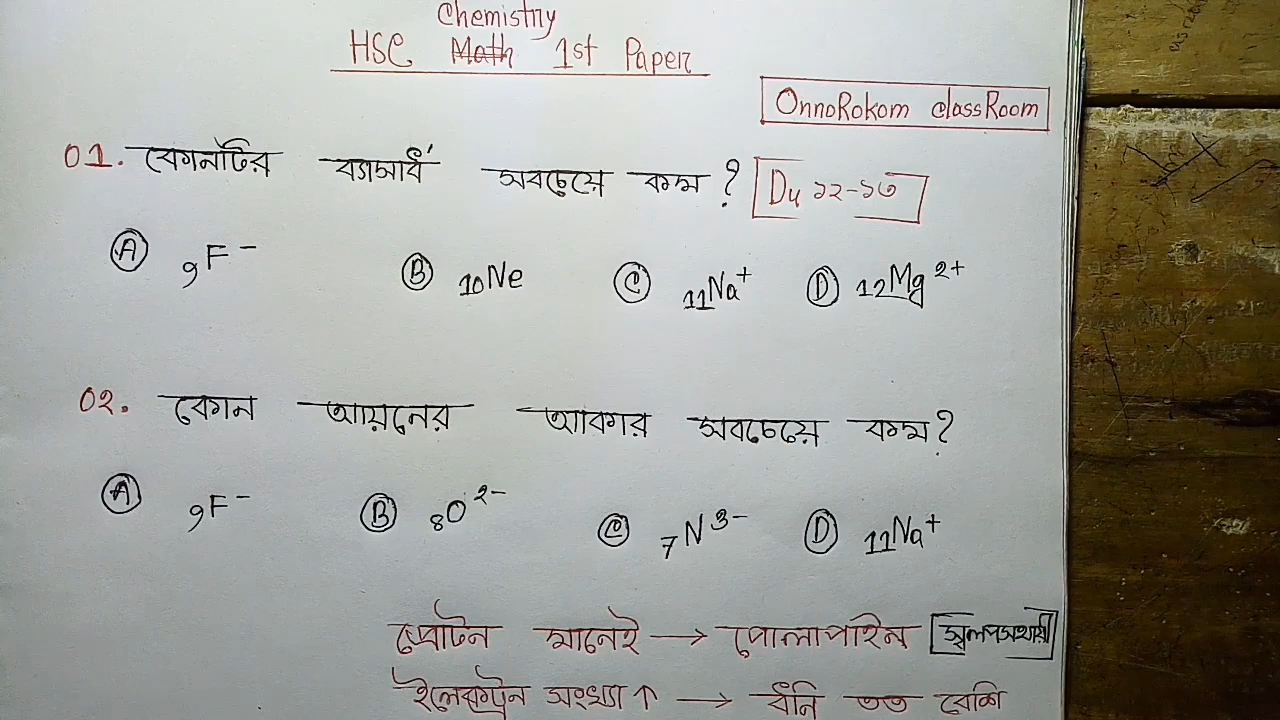 Chemistry
HSC Math 1st Paper
OnnoRokom classRoom
01. কোনটির ব্যাসার্ধ সবচেয়ে কম ? Du ১২-১৩
A ₉F⁻ B ₁₀Ne C ₁₁Na⁺ D ₁₂Mg²⁺
02. কোন আয়নের আকার সবচেয়ে কম ?
A ₉F⁻ B ₈O²⁻ C ₇N³⁻ D ₁₁Na⁺
প্রোটন মানেই → পোলাপাইন
ইলেকট্রন সংখ্যা ↑ → ধনি তত বেশি